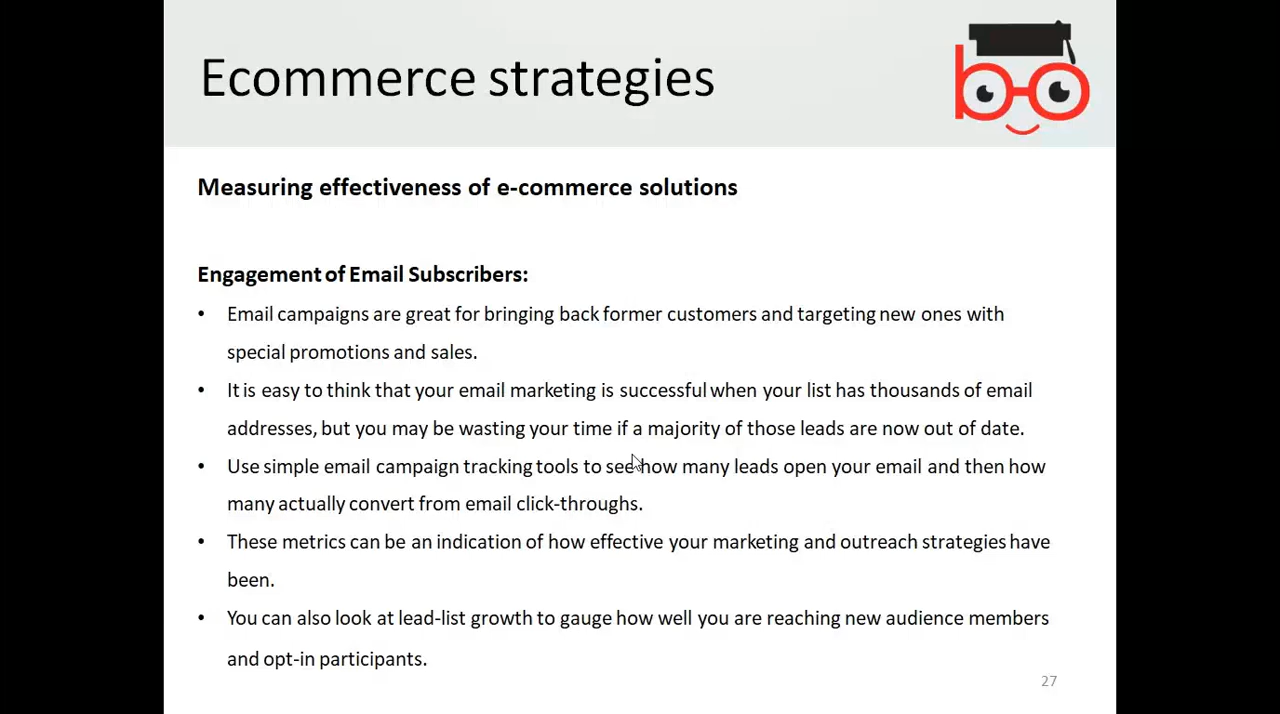 Ecommerce strategies
Measuring effectiveness of e-commerce solutions
Engagement of Email Subscribers:
• Email campaigns are great for bringing back former customers and targeting new ones with
special promotions and sales.
• It is easy to think that your email marketing is successful when your list has thousands of email
addresses, but you may be wasting your time if a majority of those leads are now out of date.
• Use simple email campaign tracking tools to see how many leads open your email and then how
many actually convert from email click-throughs.
• These metrics can be an indication of how effective your marketing and outreach strategies have
been.
• You can also look at lead-list growth to gauge how well you are reaching new audience members
and opt-in participants.
27